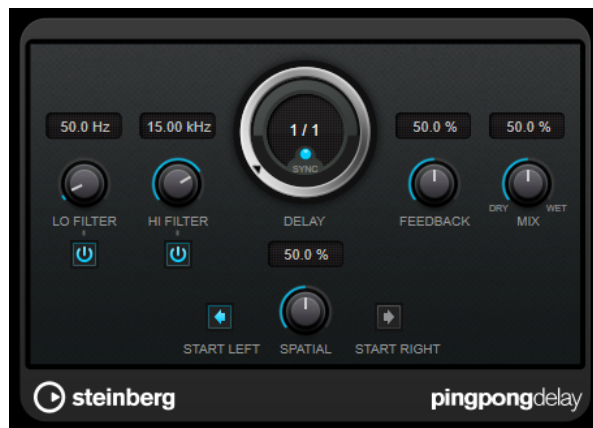 50.0 Hz
15.00 kHz
1 / 1
SYNC
50.0 %
50.0 %
LO FILTER
HI FILTER
DELAY
FEEDBACK
DRY
WET
MIX
50.0 %
START LEFT
SPATIAL
START RIGHT
steinberg
pingpongdelay